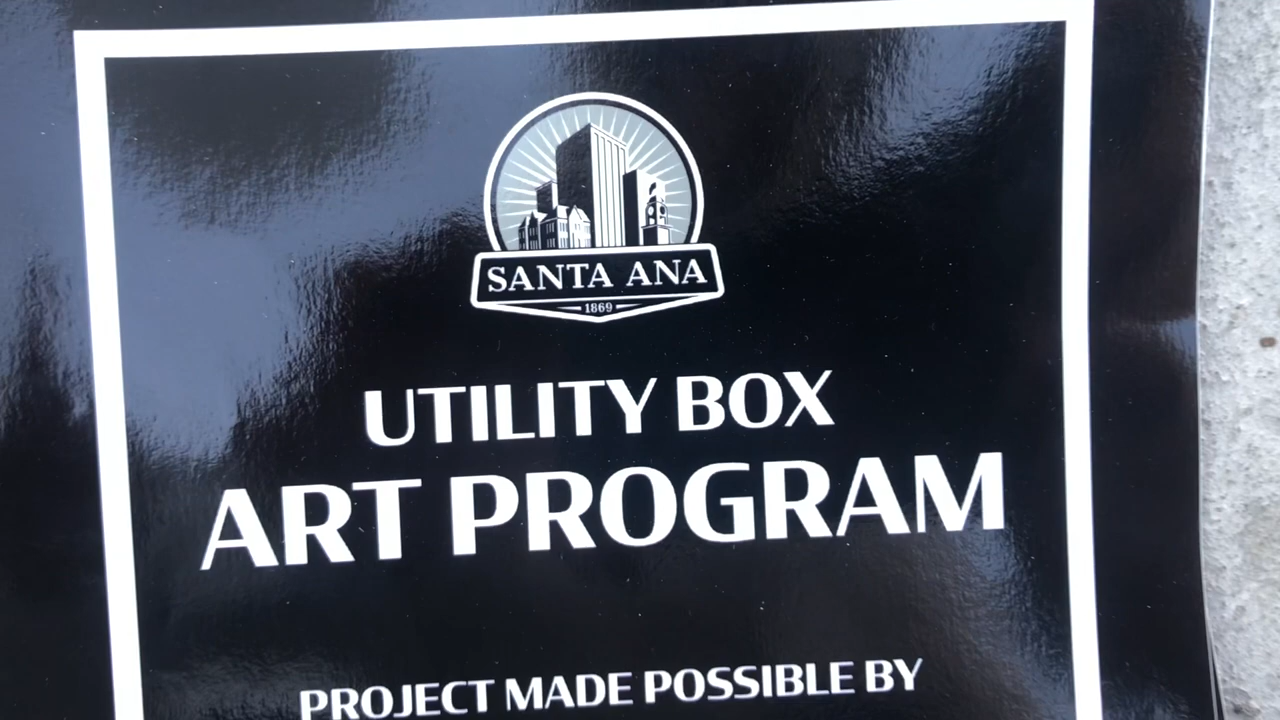 SANTA ANA
1869
UTILITY BOX
ART PROGRAM
PROJECT MADE POSSIBLE BY